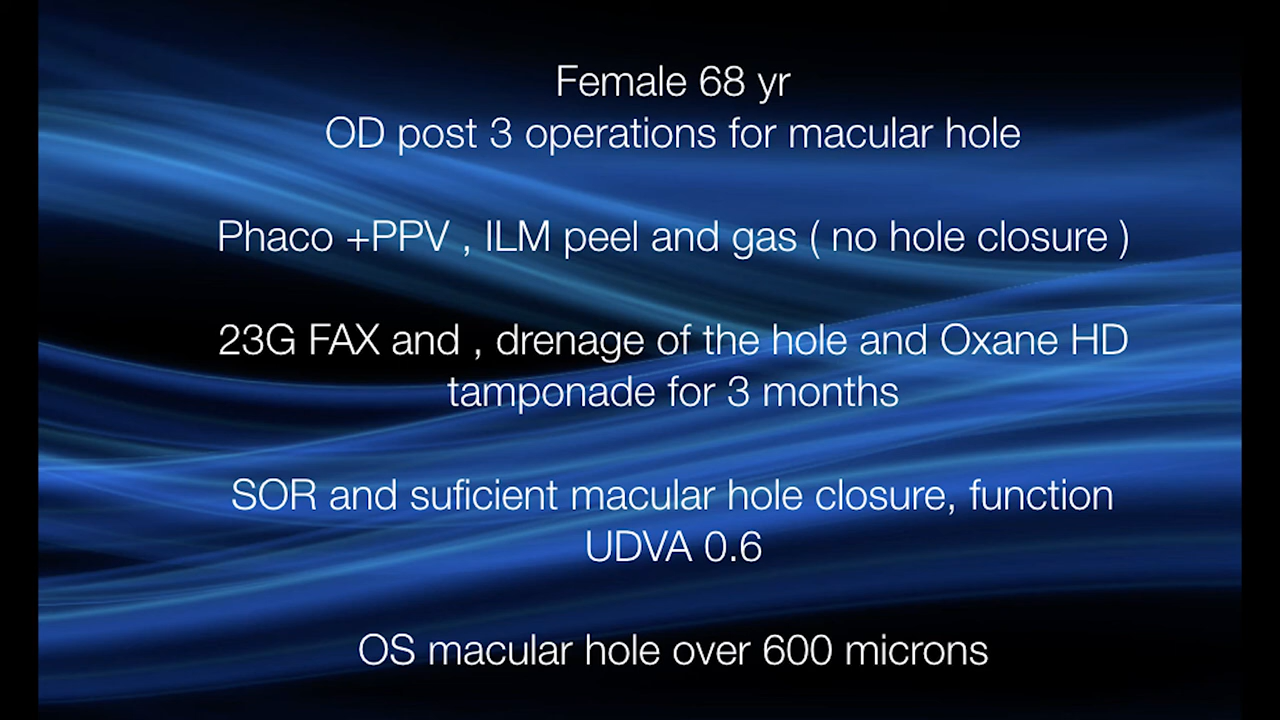 Female 68 yr
OD post 3 operations for macular hole
Phaco +PPV , ILM peel and gas ( no hole closure )
23G FAX and , drenage of the hole and Oxane HD
tamponade for 3 months
SOR and suficient macular hole closure, function
UDVA 0.6
OS macular hole over 600 microns